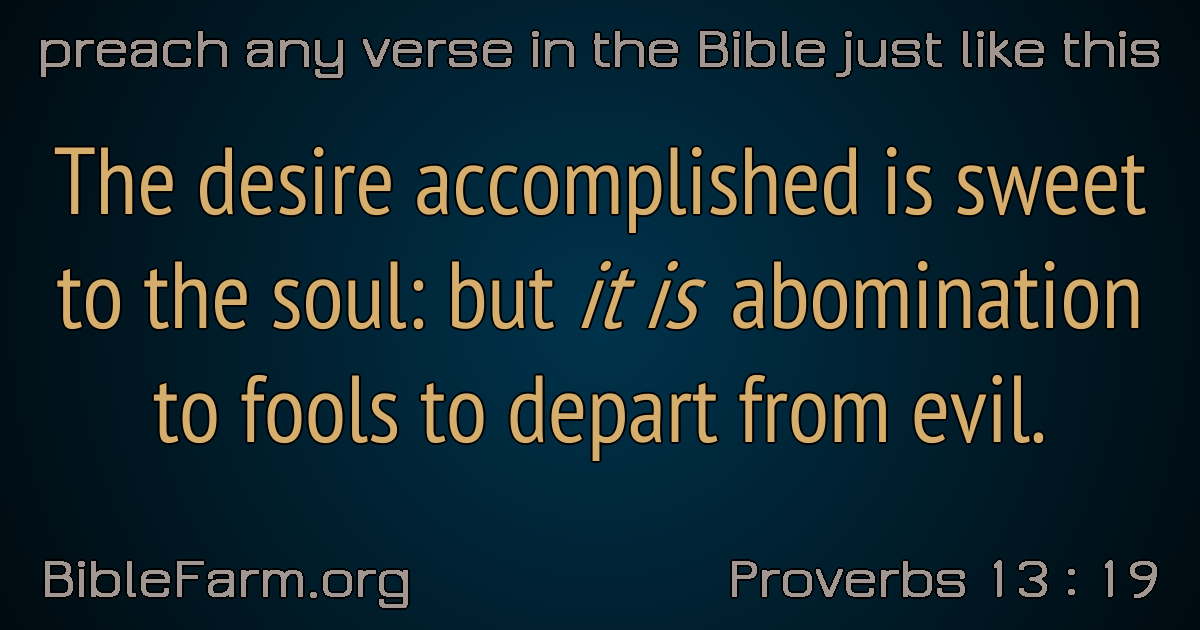 preach any verse in the Bible just like this
The desire accomplished is sweet
to the soul: but it is abomination
to fools to depart from evil.
BibleFarm.org
Proverbs 13 : 19